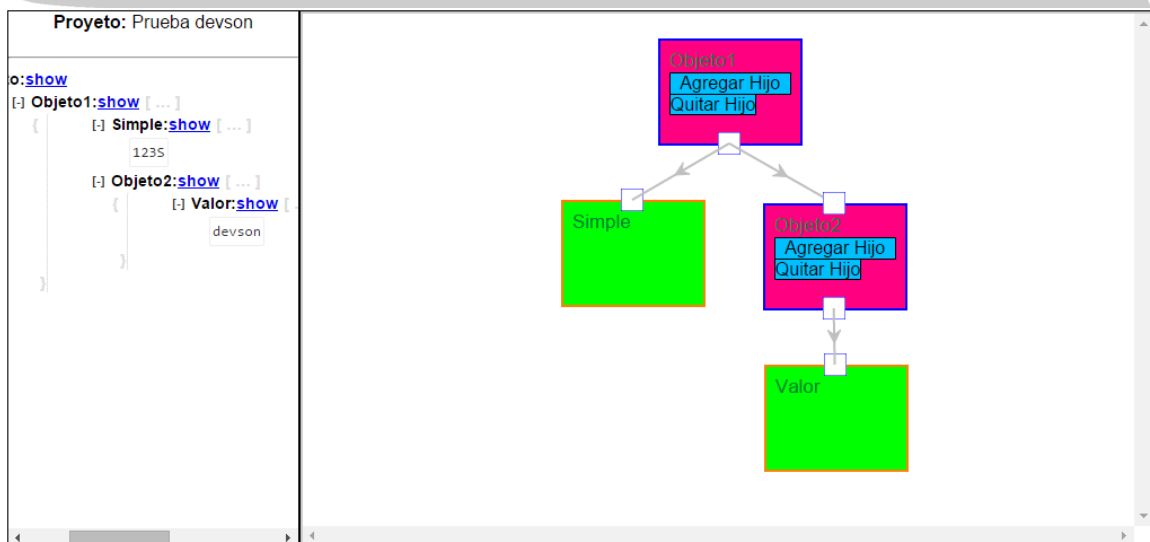 Proyeto: Prueba devson
o:show
[-] Objeto1:show [ ... ]
{ [-] Simple:show [ ... ]
123S
[-] Objeto2:show [ ... ]
{ [-] Valor:show [ .
devson
}
}
Objeto1
Agregar Hijo
Quitar Hijo
Simple
Objeto2
Agregar Hijo
Quitar Hijo
Valor